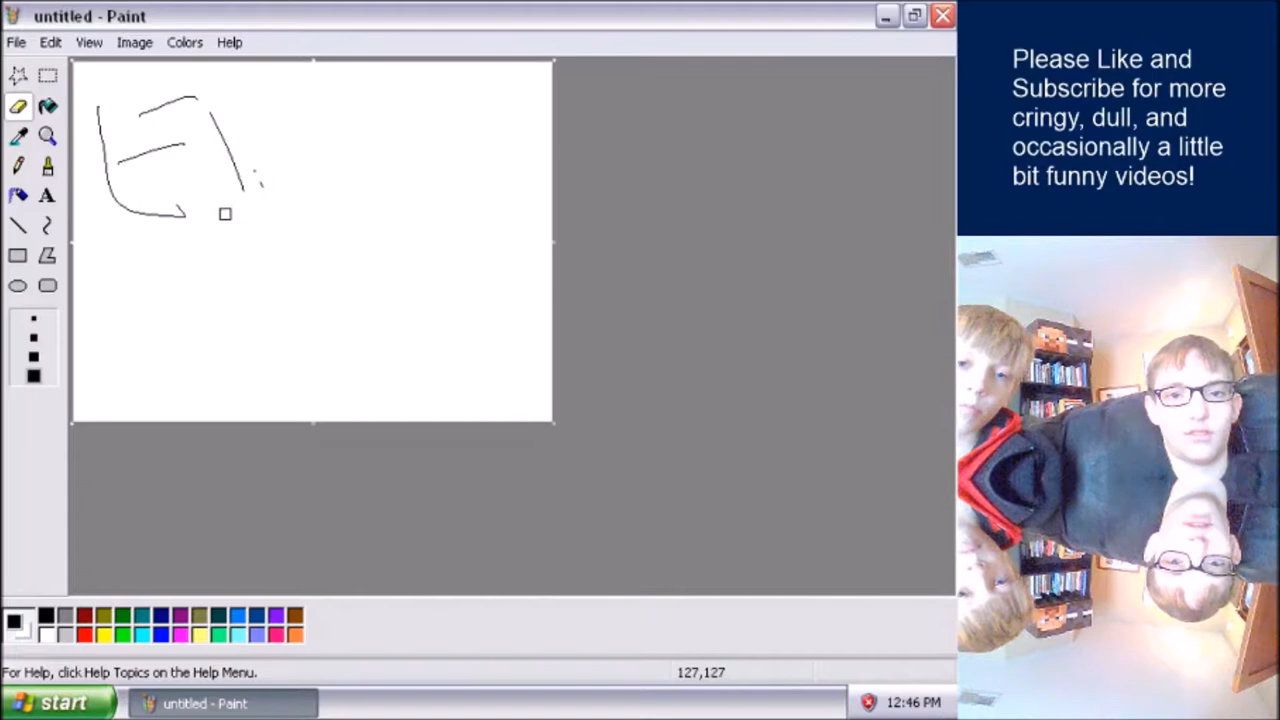 untitled - Paint
File Edit View Image Colors Help
A
For Help, click Help Topics on the Help Menu.
127,127
start
untitled - Paint
12:46 PM
Please Like and
Subscribe for more
cringy, dull, and
occasionally a little
bit funny videos!